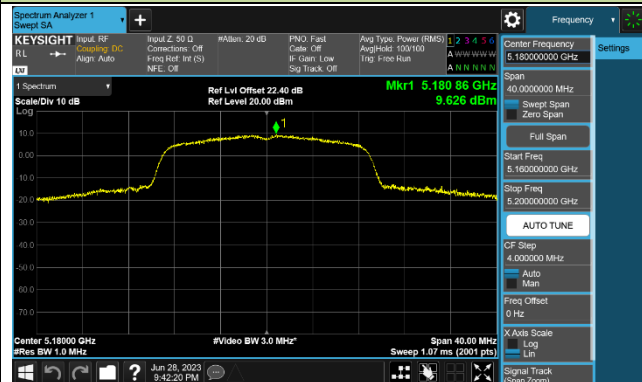 Spectrum Analyzer 1
Swept SA
Frequency
KEYSIGHT
RL
Input: RF
Coupling: DC
Align: Auto
Input Z: 50 Ω
Corrections: Off
Freq Ref: Int (S)
NFE: Off
#Atten: 20 dB
PNO: Fast
Gate: Off
IF Gain: Low
Sig Track: Off
Avg Type: Power (RMS)
Avg|Hold: 100/100
Trig: Free Run
1 2 3 4 5 6
A W W W W W
A N N N N N
LXI
1 Spectrum
Scale/Div 10 dB
Log
Ref Lvl Offset 22.40 dB
Ref Level 20.00 dBm
Mkr1 5.180 86 GHz
9.626 dBm
1
10.0
0.00
-10.0
-20.0
-30.0
-40.0
-50.0
-60.0
-70.0
Center 5.18000 GHz
#Res BW 1.0 MHz
#Video BW 3.0 MHz*
Span 40.00 MHz
Sweep 1.07 ms (2001 pts)
Jun 28, 2023
9:42:20 PM
Center Frequency
5.180000000 GHz
Span
40.0000000 MHz
Swept Span
Zero Span
Full Span
Start Freq
5.160000000 GHz
Stop Freq
5.200000000 GHz
AUTO TUNE
CF Step
4.000000 MHz
Auto
Man
Freq Offset
0 Hz
X Axis Scale
Log
Lin
Signal Track
(Span Zoom)
Settings